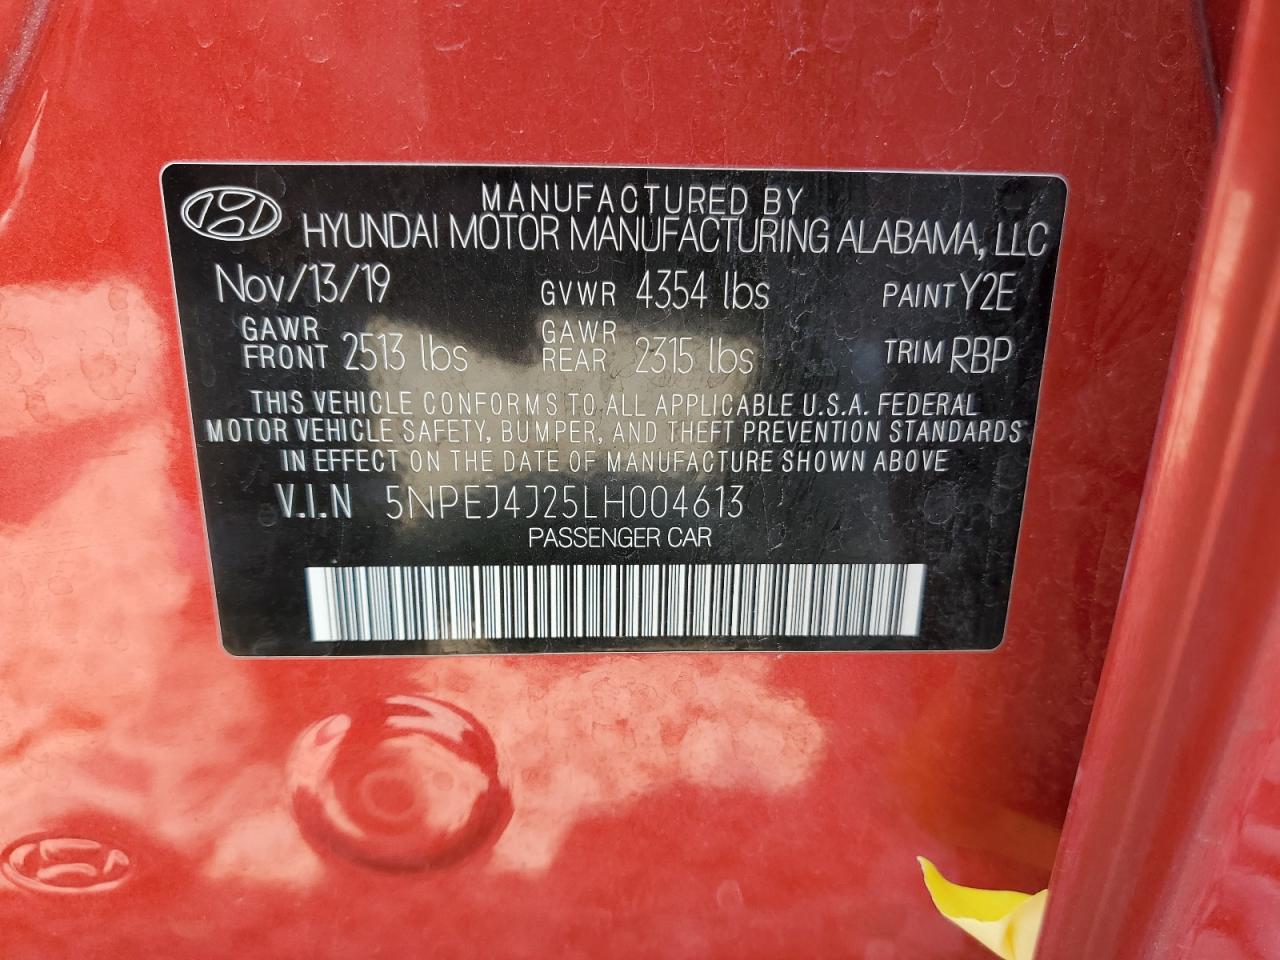 MANUFACTURED BY
HYUNDAI MOTOR MANUFACTURING ALABAMA, LLC
Nov/13/19 GVWR 4354 lbs PAINT Y2E
GAWR FRONT 2513 lbs GAWR REAR 2315 lbs TRIM RBP
THIS VEHICLE CONFORMS TO ALL APPLICABLE U.S.A. FEDERAL
MOTOR VEHICLE SAFETY, BUMPER, AND THEFT PREVENTION STANDARDS
IN EFFECT ON THE DATE OF MANUFACTURE SHOWN ABOVE
V.I.N 5NPEJ4J25LH004613
PASSENGER CAR